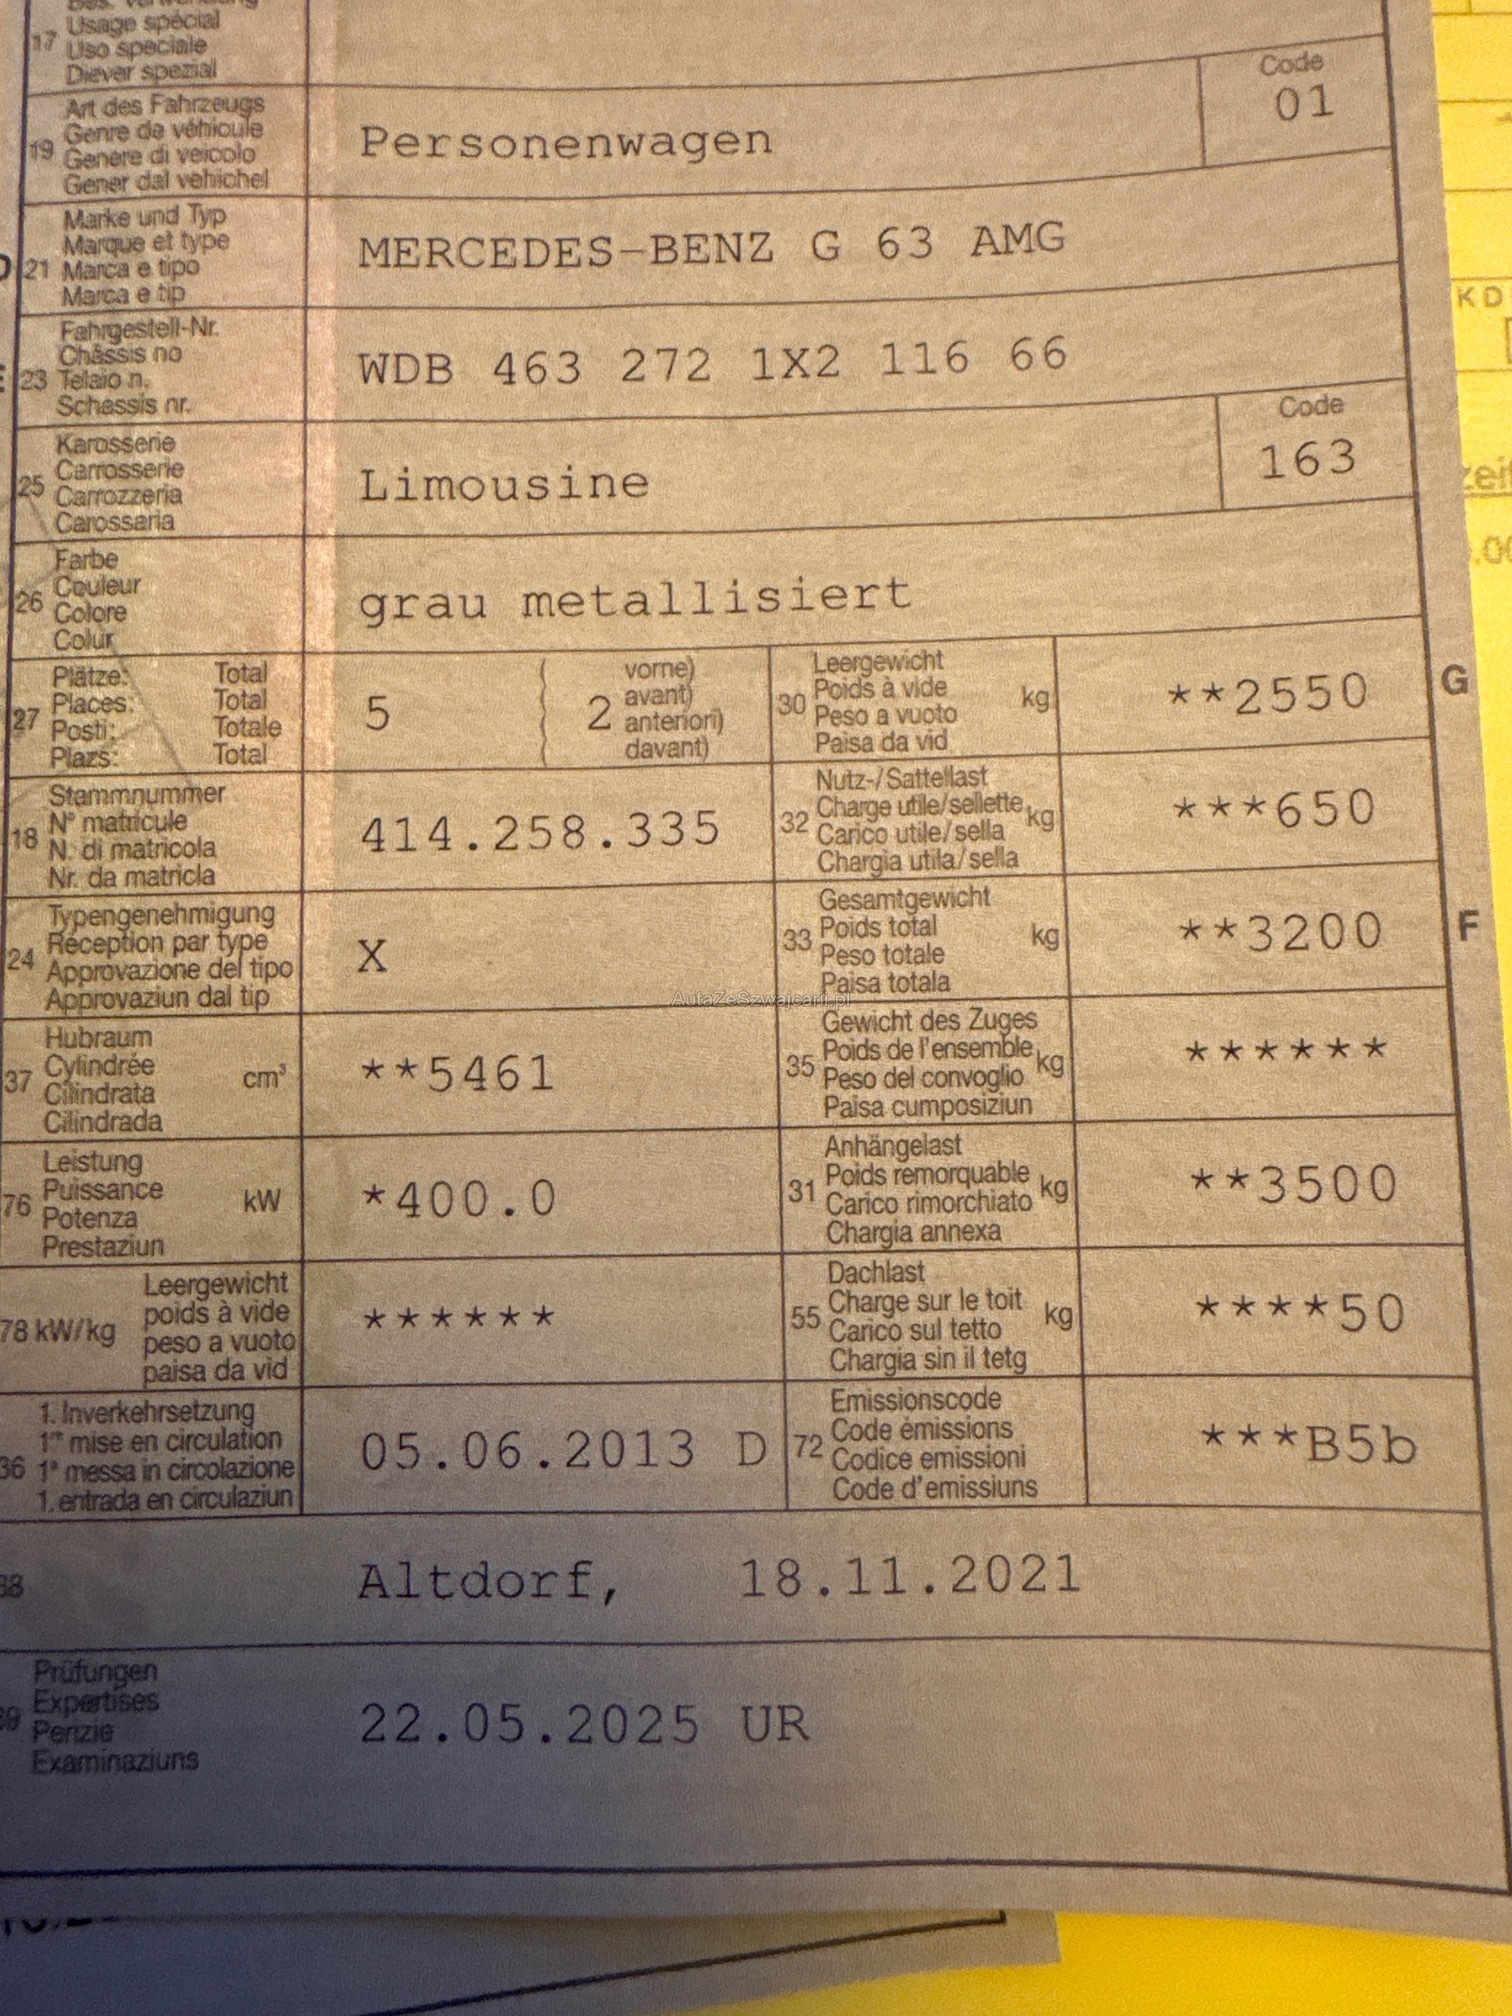 Usage spécial
17 Uso speciale
Diever spezial
Code
01
Art des Fahrzeugs
19 Genre de véhicule
Genere di veicolo
Gener dal vehichel
Personenwagen
Marke und Typ
21 Marque et type
Marca e tipo
Marca e tip
MERCEDES-BENZ G 63 AMG
Fahrgestell-Nr.
Châssis no
23 Telaio n.
Schassis nr.
WDB 463 272 1X2 116 66
Code
163
Karosserie
25 Carrosserie
Carrozzeria
Carossaria
Limousine
Farbe
26 Couleur
Colore
Colur
grau metallisiert
Plätze: Total
27 Places: Total
Posti: Totale
Plazs: Total
5 2 vorne)
avant)
anteriori)
davant)
Leergewicht
30 Poids à vide kg
Peso a vuoto
Paisa da vid
**2550
G
Stammnummer
18 N° matricule
N. di matricola
Nr. da matricla
414.258.335
Nutz-/Sattellast
32 Charge utile/sellette kg
Carico utile/sella
Chargia utila/sella
***650
Typengenehmigung
24 Réception par type
Approvazione del tipo
Approvaziun dal tip
X
Gesamtgewicht
33 Poids total kg
Peso totale
Paisa totala
**3200
F
AutaZeSzwajcarii.pl
Hubraum
37 Cylindrée cm³
Cilindrata
Cilindrada
**5461
Gewicht des Zuges
35 Poids de l'ensemble kg
Peso del convoglio
Paisa cumposiziun
******
Leistung
76 Puissance kW
Potenza
Prestaziun
*400.0
Anhängelast
31 Poids remorquable kg
Carico rimorchiato
Chargia annexa
**3500
Leergewicht
78 kW/kg poids à vide
peso a vuoto
paisa da vid
******
Dachlast
55 Charge sur le toit kg
Carico sul tetto
Chargia sin il tetg
****50
1. Inverkehrsetzung
36 1re mise en circulation
1a messa in circolazione
1. entrada en circulaziun
05.06.2013 D
Emissionscode
72 Code émissions
Codice emissioni
Code d'emissiuns
***B5b
Altdorf, 18.11.2021
Prüfungen
Expertises
Perizie
Examinaziuns
22.05.2025 UR